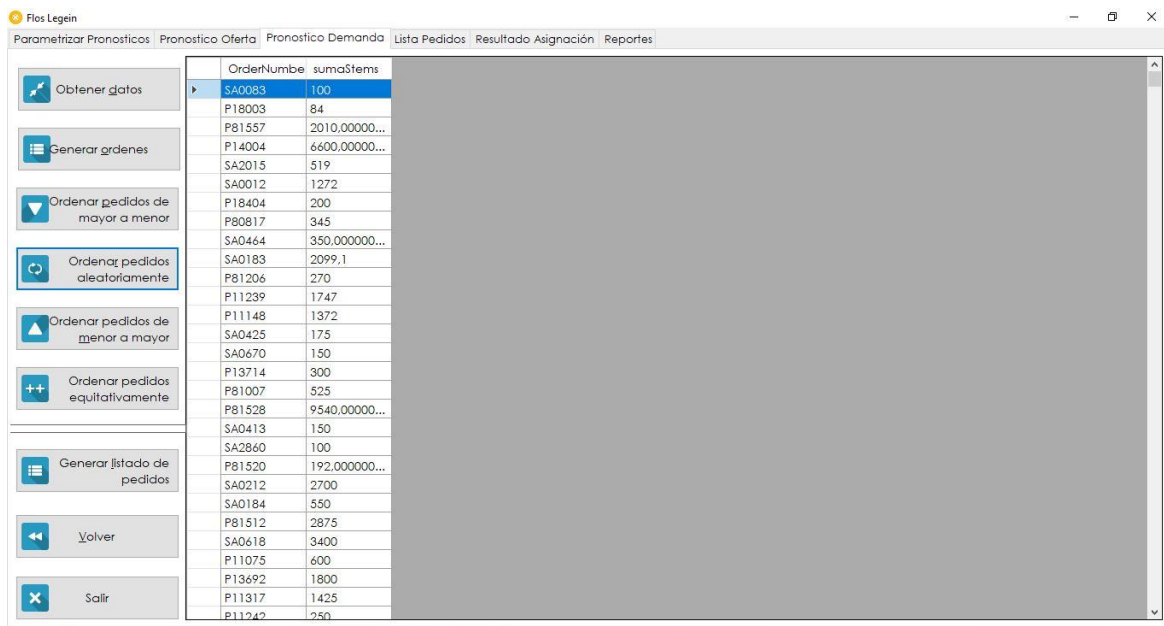 Flos Legein
Parametrizar Pronosticos Pronostico Oferta Pronostico Demanda Lista Pedidos Resultado Asignación Reportes
Obtener datos
Generar ordenes
Ordenar pedidos de
mayor a menor
Ordenar pedidos
aleatoriamente
Ordenar pedidos de
menor a mayor
Ordenar pedidos
equitativamente
Generar listado de
pedidos
Volver
Salir
OrderNumbe sumaStems
SA0083 100
P18003 84
P81557 2010,00000...
P14004 6600,00000...
SA2015 519
SA0012 1272
P18404 200
P80817 345
SA0464 350,000000...
SA0183 2099,1
P81206 270
P11239 1747
P11148 1372
SA0425 175
SA0670 150
P13714 300
P81007 525
P81528 9540,00000...
SA0413 150
SA2860 100
P81520 192,000000...
SA0212 2700
SA0184 550
P81512 2875
SA0618 3400
P11075 600
P13692 1800
P11317 1425
P11242 250